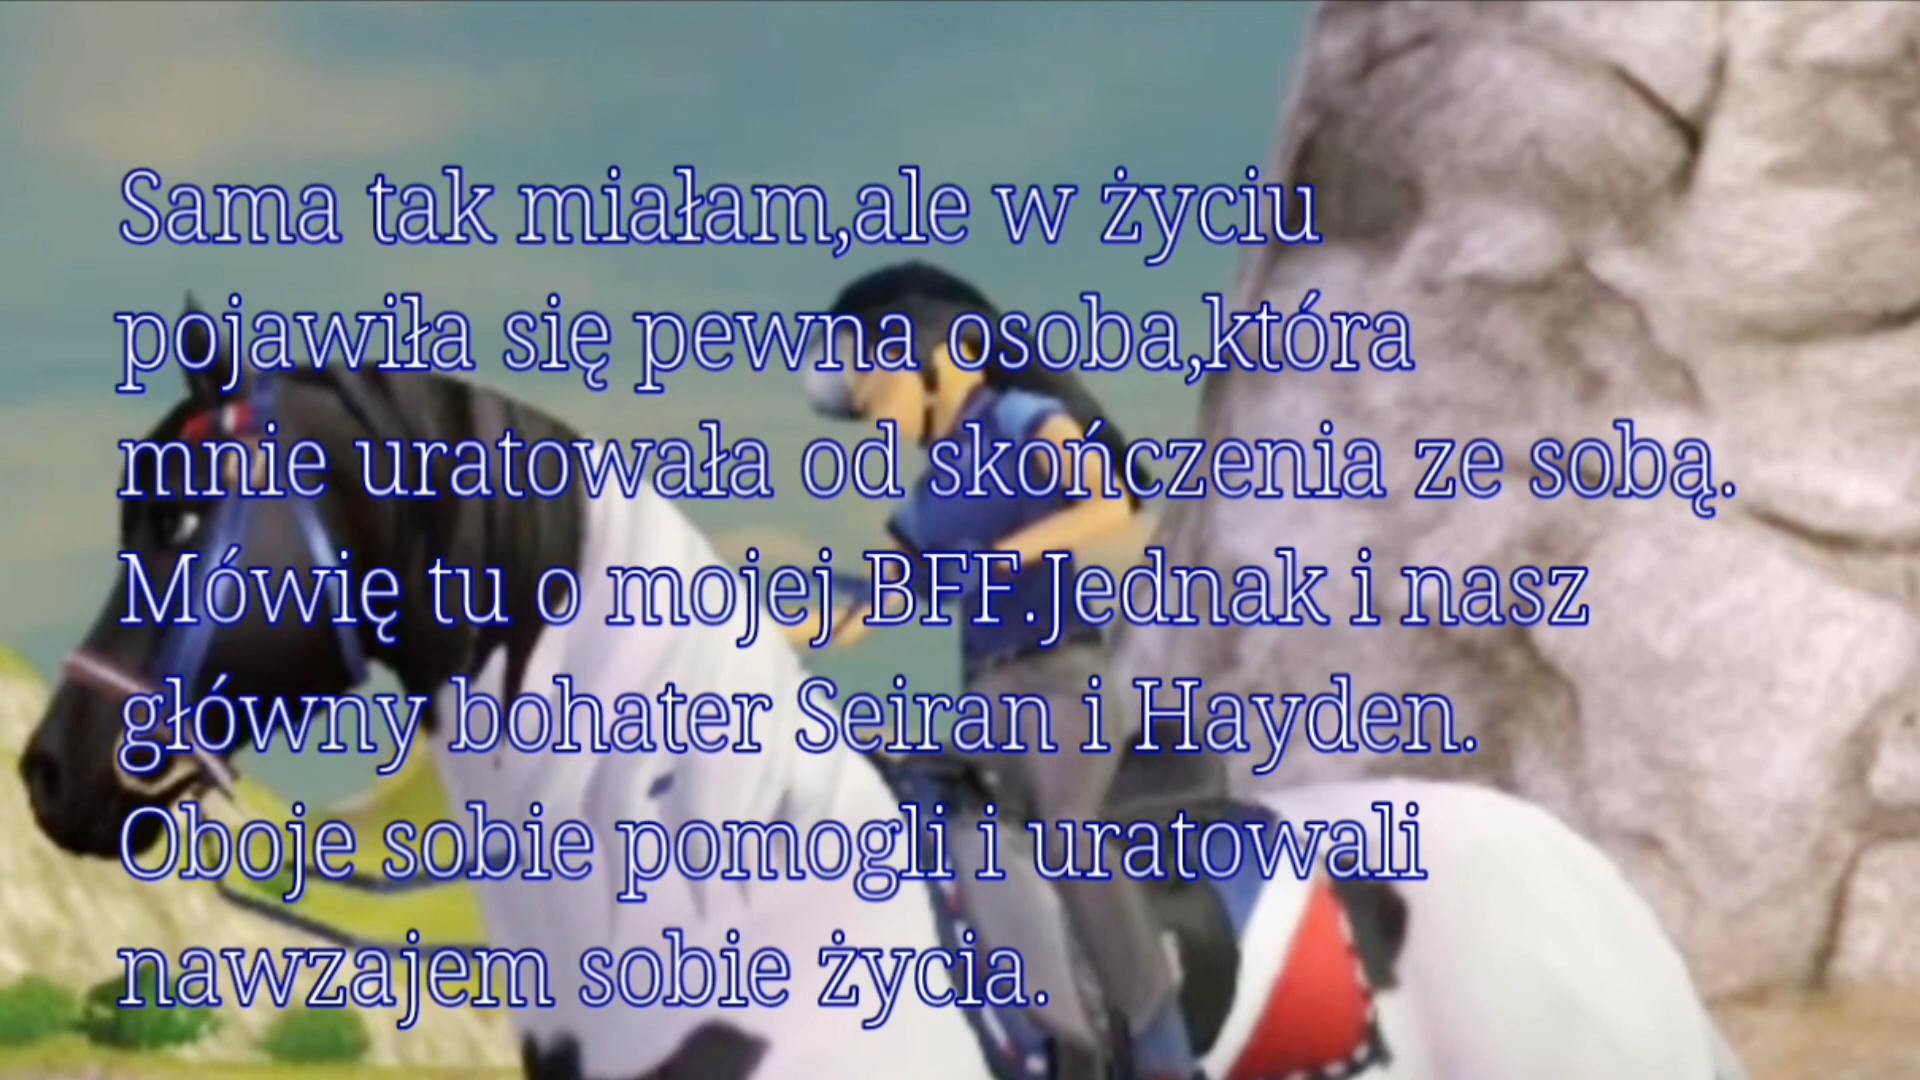 Sama tak miałam,ale w życiu
pojawiła się pewna osoba,która
mnie uratowała od skończenia ze sobą.
Mówię tu o mojej BFF.Jednak i nasz
główny bohater Seiran i Hayden.
Oboje sobie pomogli i uratowali
nawzajem sobie życia.